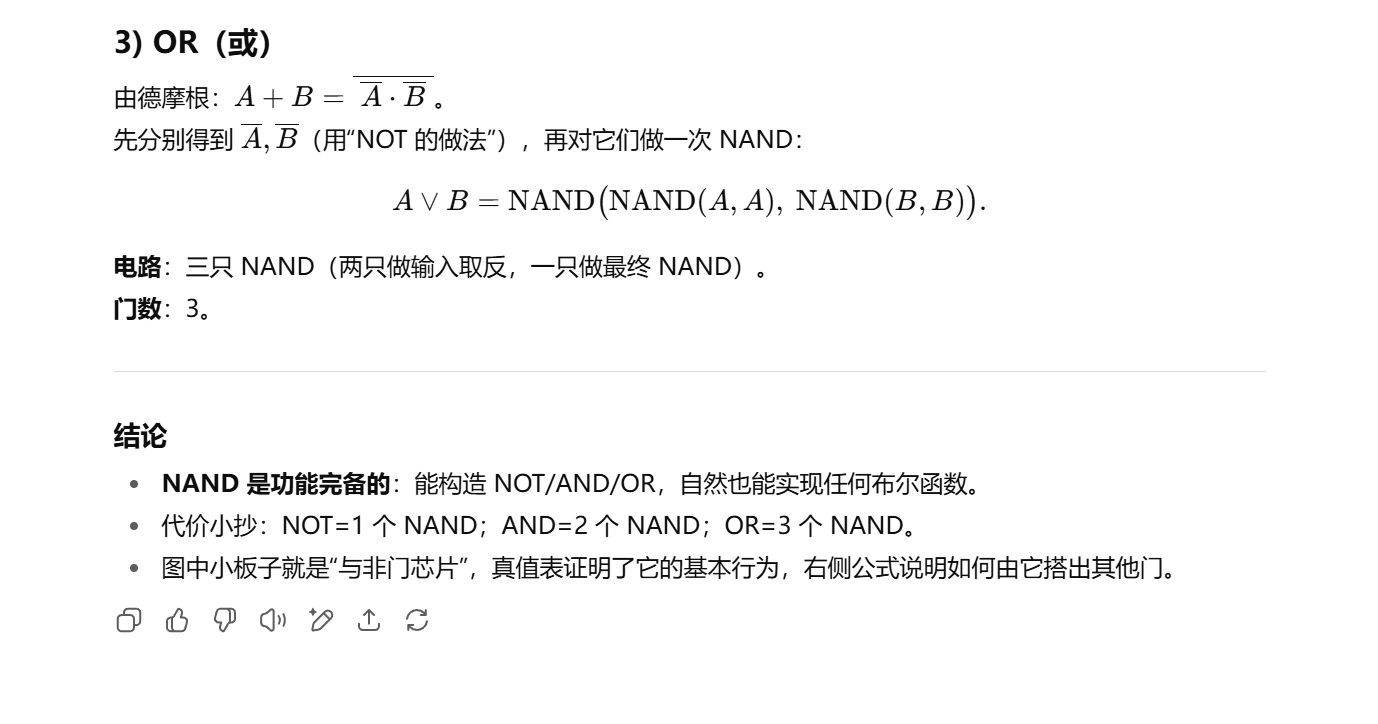 3) OR（或）
由德摩根：$A + B = \overline{\overline{A} \cdot \overline{B}}$。
先分别得到 $\overline{A}, \overline{B}$（用“NOT 的做法”），再对它们做一次 NAND：
$A \vee B = \mathrm{NAND}\big(\mathrm{NAND}(A, A),\ \mathrm{NAND}(B, B)\big).$
电路：三只 NAND（两只做输入取反，一只做最终 NAND）。
门数：3。
结论
• NAND 是功能完备的：能构造 NOT/AND/OR，自然也能实现任何布尔函数。
• 代价小抄：NOT=1 个 NAND；AND=2 个 NAND；OR=3 个 NAND。
• 图中小板子就是“与非门芯片”，真值表证明了它的基本行为，右侧公式说明如何由它搭出其他门。